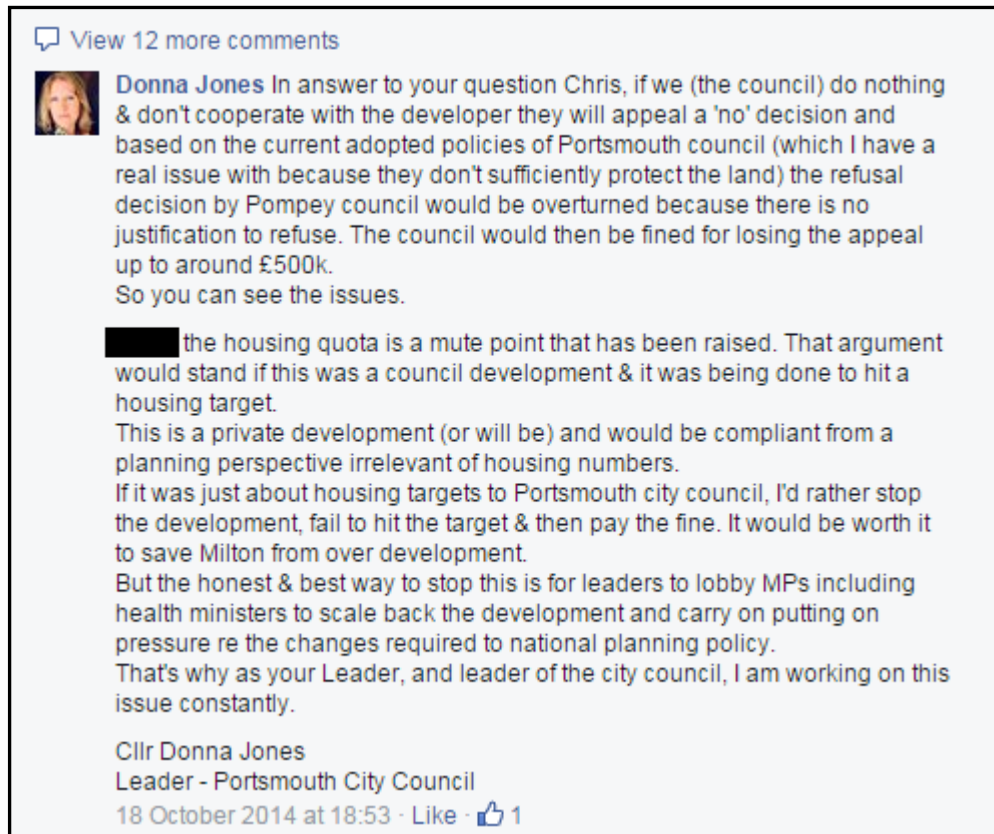 View 12 more comments
Donna Jones In answer to your question Chris, if we (the council) do nothing
& don't cooperate with the developer they will appeal a 'no' decision and
based on the current adopted policies of Portsmouth council (which I have a
real issue with because they don't sufficiently protect the land) the refusal
decision by Pompey council would be overturned because there is no
justification to refuse. The council would then be fined for losing the appeal
up to around £500k.
So you can see the issues.
the housing quota is a mute point that has been raised. That argument
would stand if this was a council development & it was being done to hit a
housing target.
This is a private development (or will be) and would be compliant from a
planning perspective irrelevant of housing numbers.
If it was just about housing targets to Portsmouth city council, I'd rather stop
the development, fail to hit the target & then pay the fine. It would be worth it
to save Milton from over development.
But the honest & best way to stop this is for leaders to lobby MPs including
health ministers to scale back the development and carry on putting on
pressure re the changes required to national planning policy.
That's why as your Leader, and leader of the city council, I am working on this
issue constantly.
Cllr Donna Jones
Leader - Portsmouth City Council
18 October 2014 at 18:53 · Like · 1